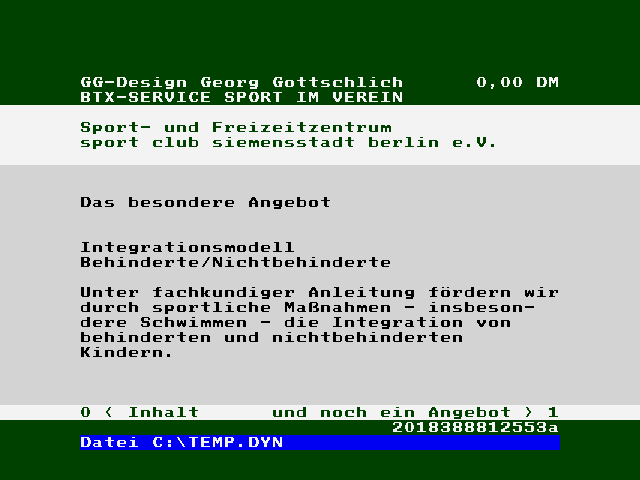 GG-Design Georg Gottschlich 0,00 DM
BTX-SERVICE SPORT IM VEREIN
Sport- und Freizeitzentrum
sport club siemensstadt berlin e.V.
Das besondere Angebot
Integrationsmodell
Behinderte/Nichtbehinderte
Unter fachkundiger Anleitung fördern wir
durch sportliche Maßnahmen - insbeson-
dere Schwimmen - die Integration von
behinderten und nichtbehinderten
Kindern.
0 < Inhalt und noch ein Angebot > 1
2018388812553a
Datei C:\TEMP.DYN